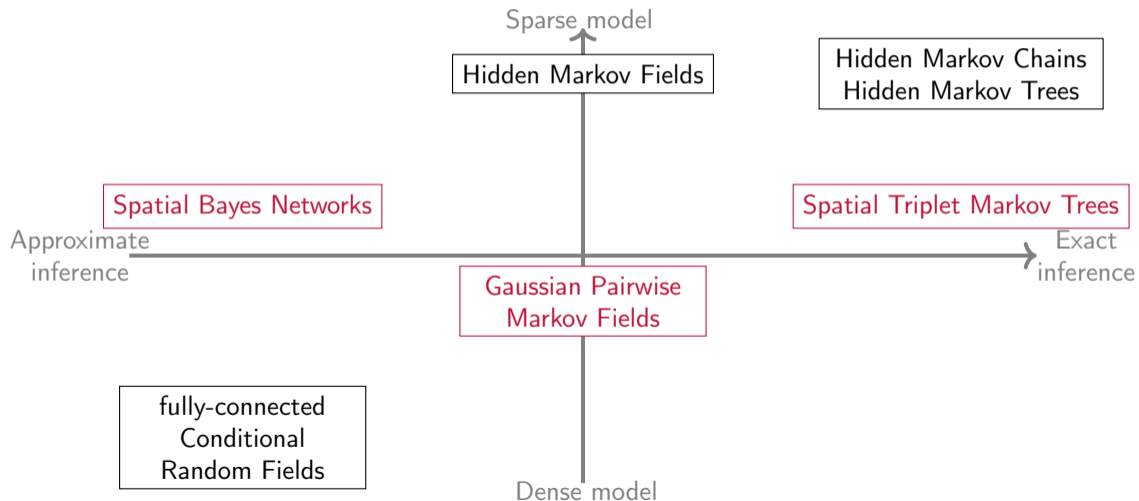 Sparse model
Hidden Markov Fields
Hidden Markov Chains
Hidden Markov Trees
Spatial Bayes Networks
Spatial Triplet Markov Trees
Approximate
inference
Exact
inference
Gaussian Pairwise
Markov Fields
fully-connected
Conditional
Random Fields
Dense model